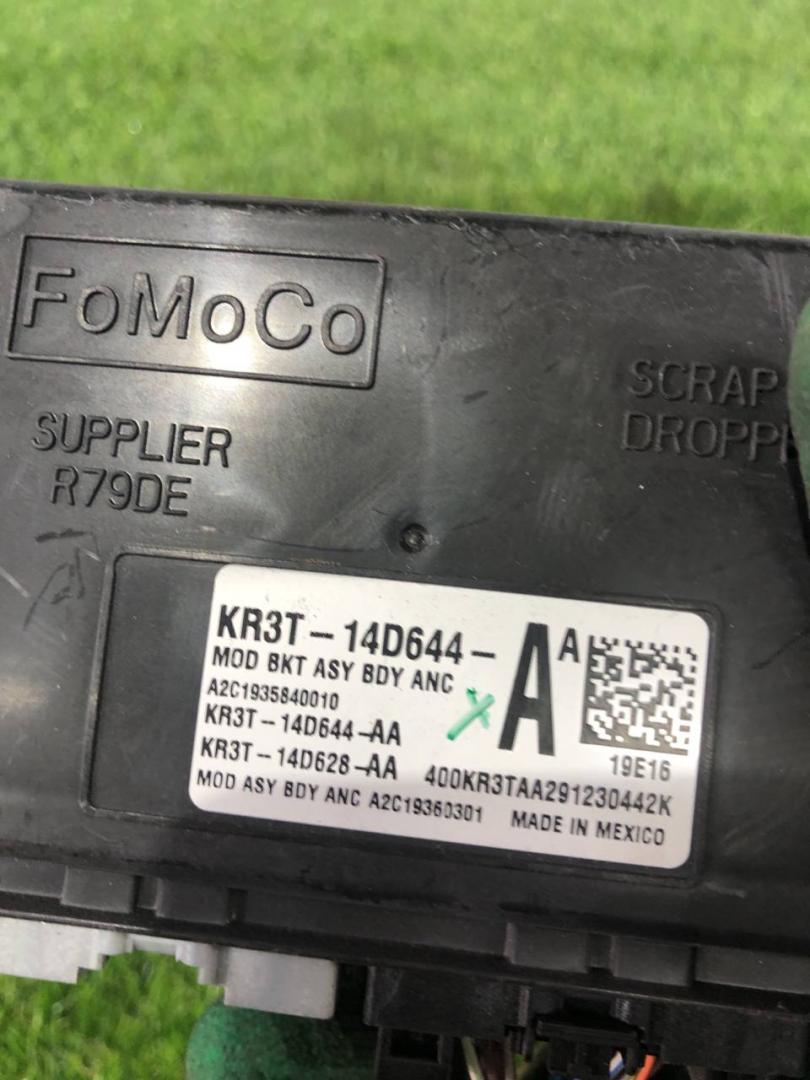 FoMoCo
SUPPLIER
R79DE
SCRAP
KR3T-14D644-AA
MOD BKT ASY BDY ANC
A2C1935840010
KR3T-14D644-AA
KR3T-14D628-AA
19E16
400KR3TAA291230442K
MOD ASY BDY ANC A2C19360301 MADE IN MEXICO